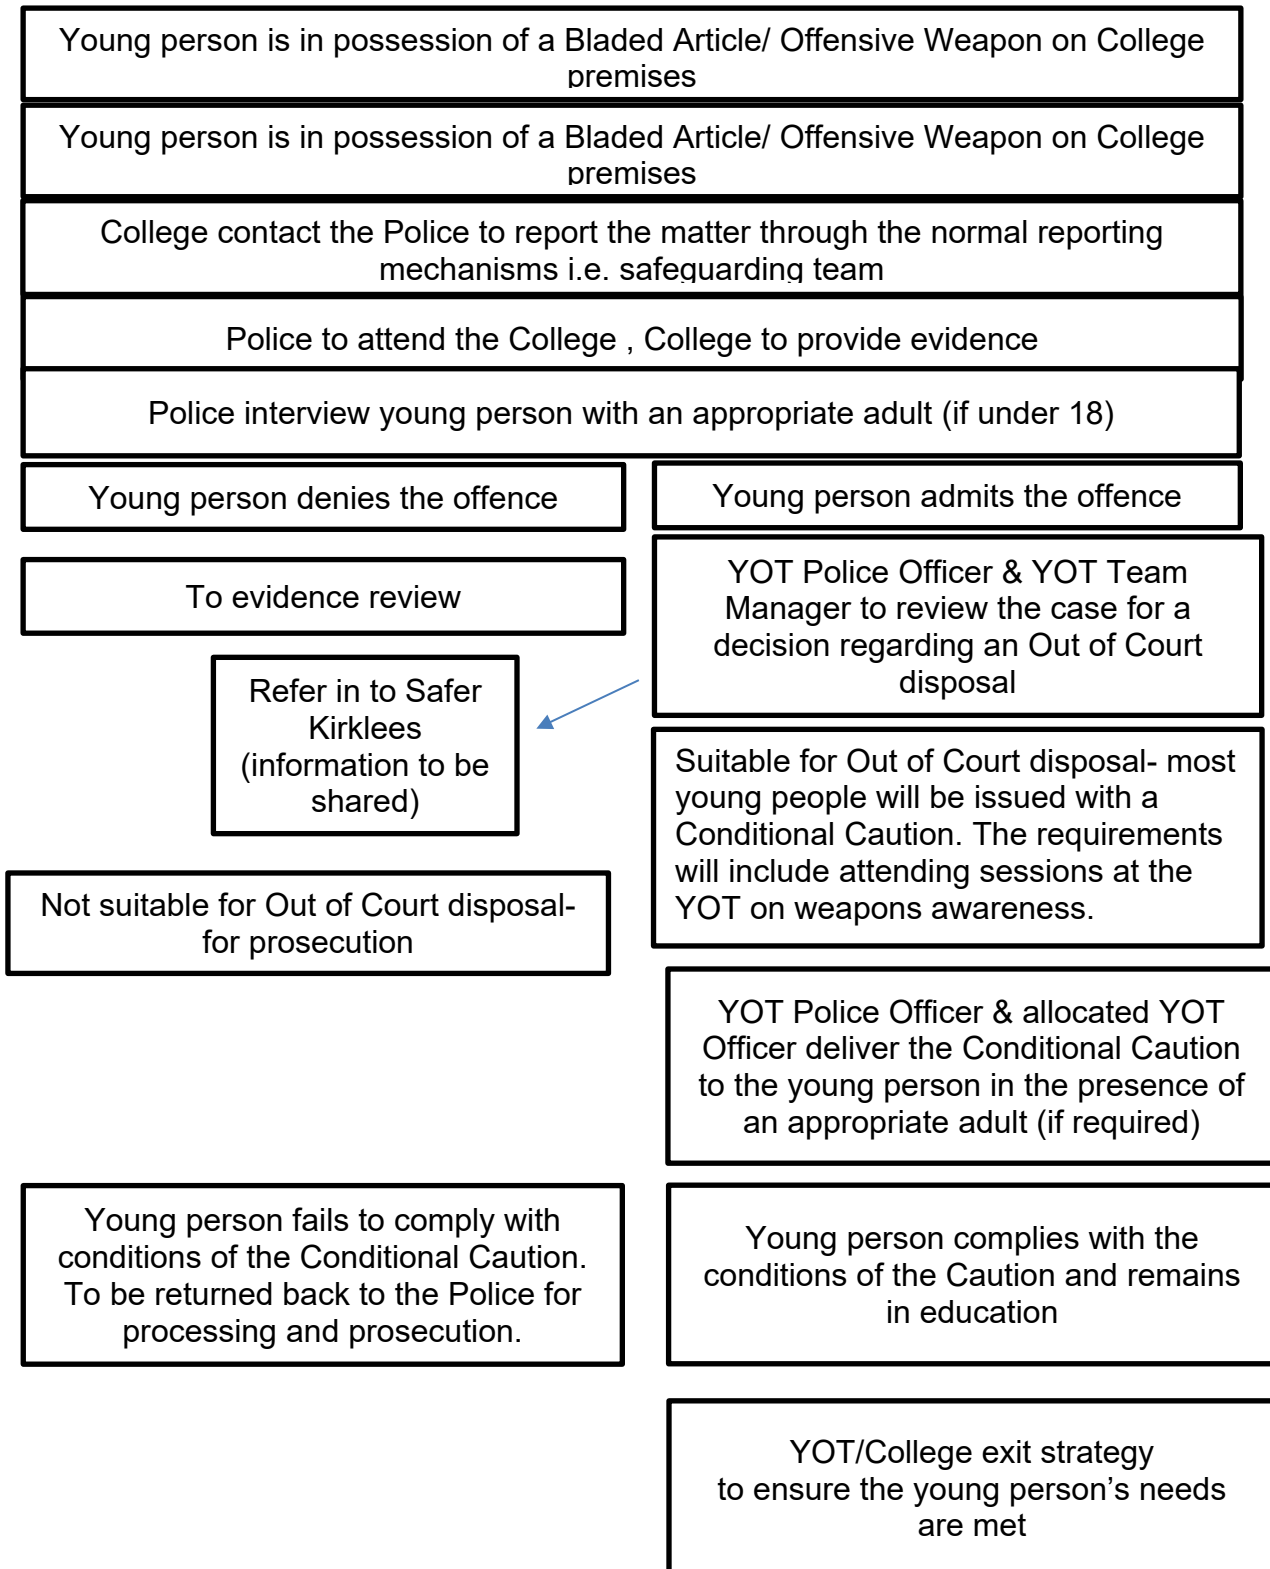 Young person is in possession of a Bladed Article/ Offensive Weapon on College
premises
Young person is in possession of a Bladed Article/ Offensive Weapon on College
premises
College contact the Police to report the matter through the normal reporting
mechanisms i.e. safeguarding team
Police to attend the College , College to provide evidence
Police interview young person with an appropriate adult (if under 18)
Young person denies the offence
Young person admits the offence
To evidence review
YOT Police Officer & YOT Team
Manager to review the case for a
decision regarding an Out of Court
disposal
Refer in to Safer
Kirklees
(information to be
shared)
Suitable for Out of Court disposal- most
young people will be issued with a
Conditional Caution. The requirements
will include attending sessions at the
YOT on weapons awareness.
Not suitable for Out of Court disposal-
for prosecution
YOT Police Officer & allocated YOT
Officer deliver the Conditional Caution
to the young person in the presence of
an appropriate adult (if required)
Young person fails to comply with
conditions of the Conditional Caution.
To be returned back to the Police for
processing and prosecution.
Young person complies with the
conditions of the Caution and remains
in education
YOT/College exit strategy
to ensure the young person's needs
are met